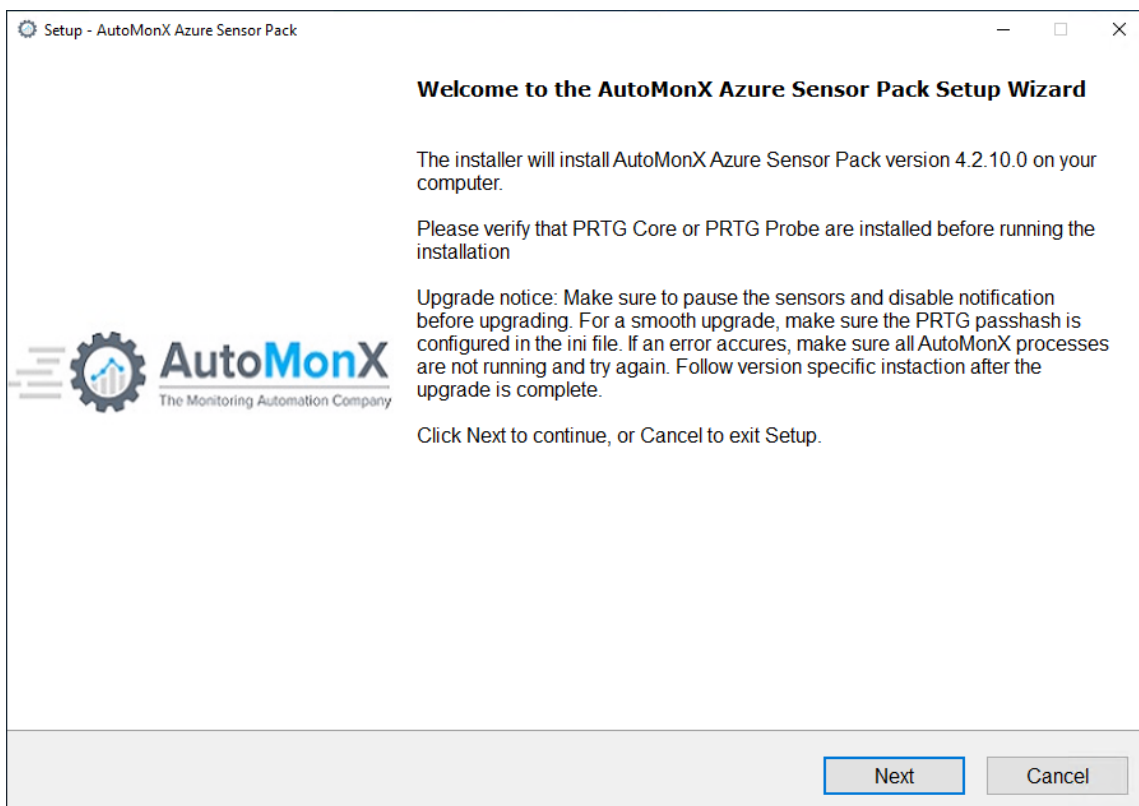 Setup - AutoMonX Azure Sensor Pack
Welcome to the AutoMonX Azure Sensor Pack Setup Wizard
The installer will install AutoMonX Azure Sensor Pack version 4.2.10.0 on your
computer.
Please verify that PRTG Core or PRTG Probe are installed before running the
installation
Upgrade notice: Make sure to pause the sensors and disable notification
before upgrading. For a smooth upgrade, make sure the PRTG passhash is
configured in the ini file. If an error accures, make sure all AutoMonX processes
are not running and try again. Follow version specific instaction after the
upgrade is complete.
Click Next to continue, or Cancel to exit Setup.
AutoMonX
The Monitoring Automation Company
Next
Cancel